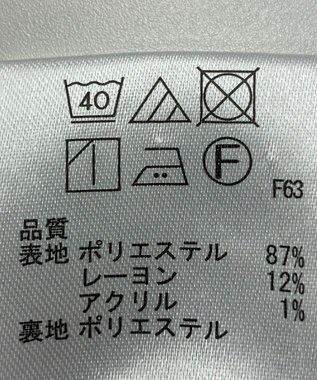 40
F
F63
品質
表地 ポリエステル 87%
レーヨン 12%
アクリル 1%
裏地 ポリエステル